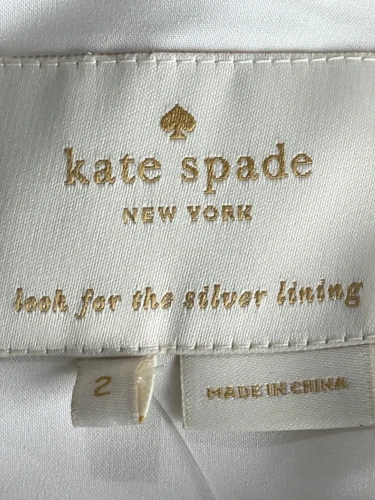 kate spade
NEW YORK
look for the silver lining
2
MADE IN CHINA